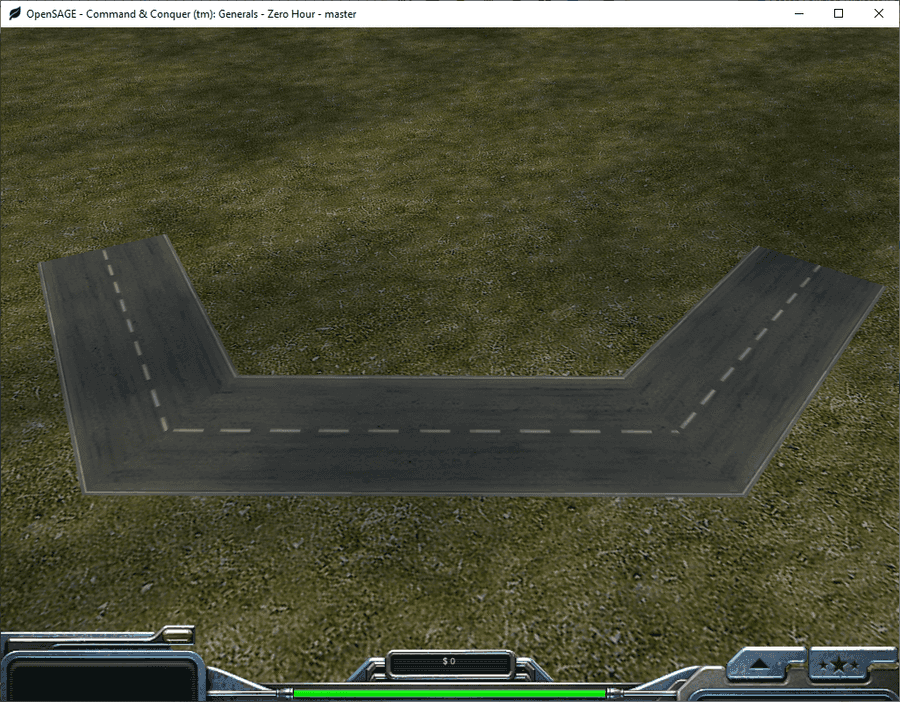 OpenSAGE - Command & Conquer (tm): Generals - Zero Hour - master
$ 0